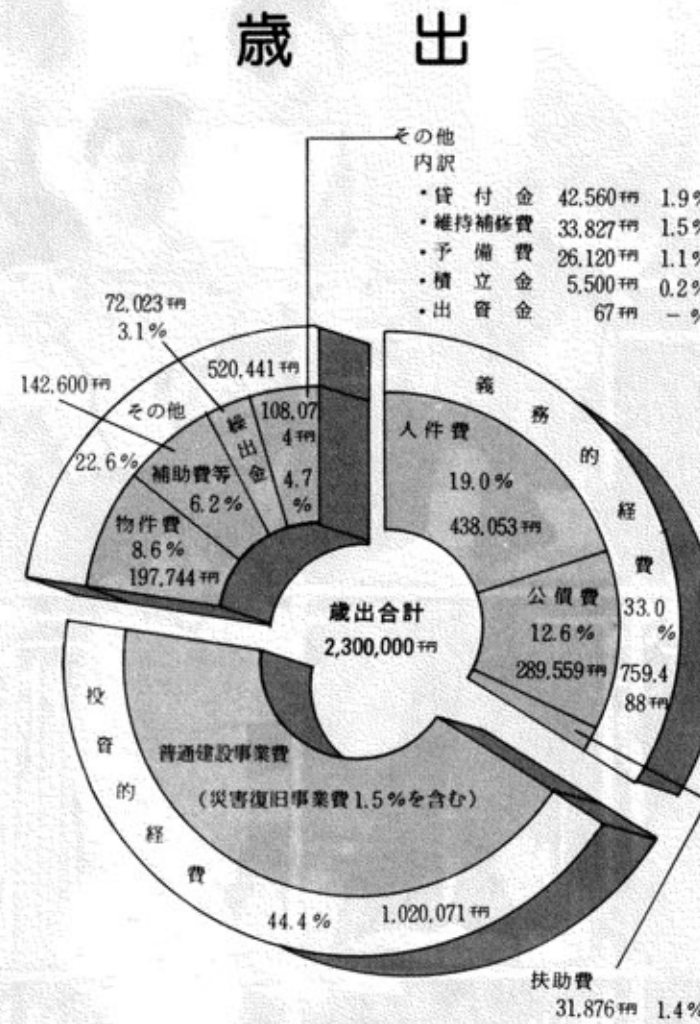 歳出
その他
内訳
・貸付金 42,560千円 1.9%
・維持補修費 33,827千円 1.5%
・予備費 26,120千円 1.1%
・積立金 5,500千円 0.2%
・出資金 67千円 -%
72,023千円
3.1%
142,600千円
520,441千円
その他
22.6%
繰出金
108,07
4千円
4.7
%
補助費等
6.2%
物件費
8.6%
197,744千円
義務的経費
33.0
%
759.4
88千円
人件費
19.0%
438,053千円
公債費
12.6%
289,559千円
歳出合計
2,300,000千円
投資的経費
44.4%
1,020,071千円
普通建設事業費
(災害復旧事業費1.5%を含む)
扶助費
31,876千円 1.4%